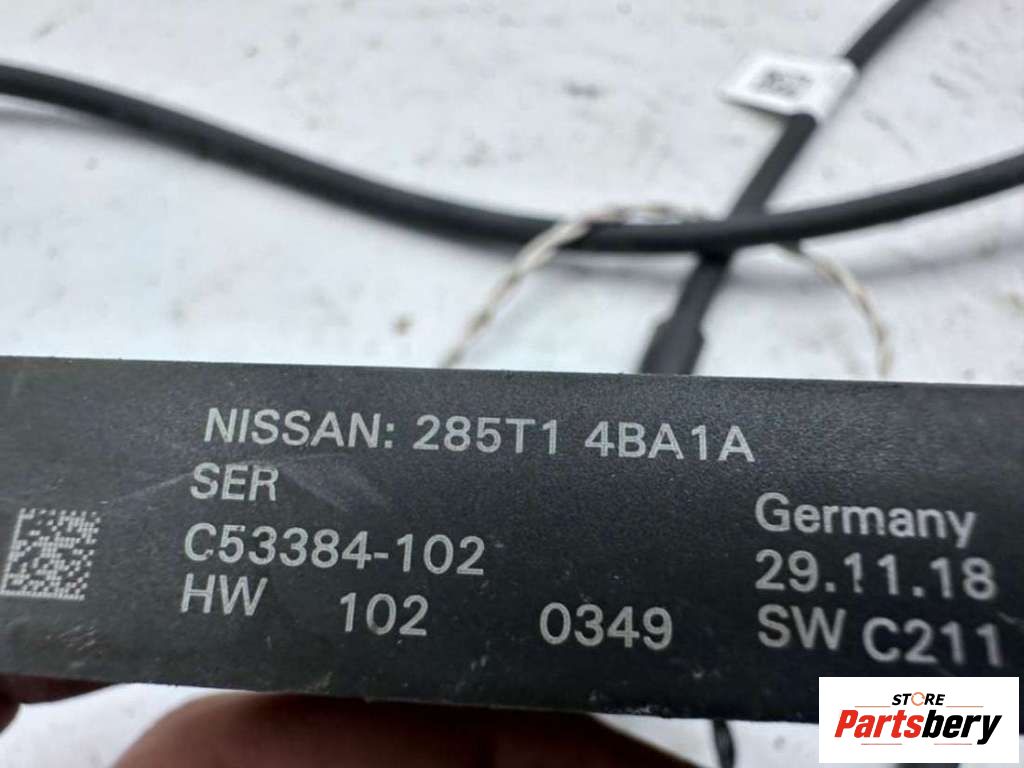 NISSAN: 285T1 4BA1A
SER
C53384-102
HW 102 0349
Germany
29.11.18
SW C211
STORE
Partsbery